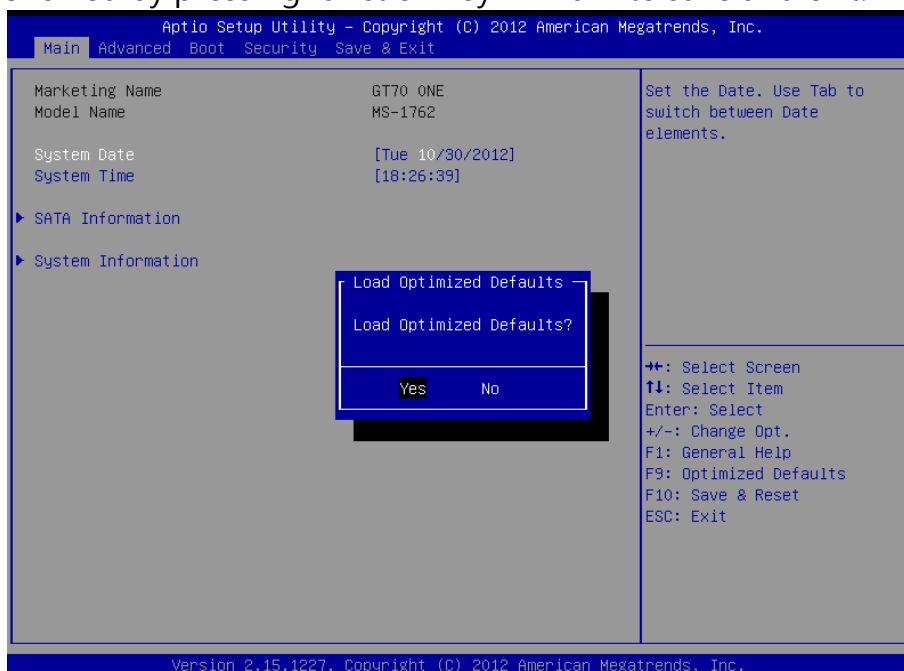 Aptio Setup Utility – Copyright (C) 2012 American Megatrends, Inc.
Main Advanced Boot Security Save & Exit
Marketing Name GT70 ONE
Model Name MS-1762
System Date [Tue 10/30/2012]
System Time [18:26:39]
SATA Information
System Information
Set the Date. Use Tab to
switch between Date
elements.
Load Optimized Defaults
Load Optimized Defaults?
Yes No
→←: Select Screen
↑↓: Select Item
Enter: Select
+/-: Change Opt.
F1: General Help
F9: Optimized Defaults
F10: Save & Reset
ESC: Exit
Version 2.15.1227. Copyright (C) 2012 American Megatrends, Inc.